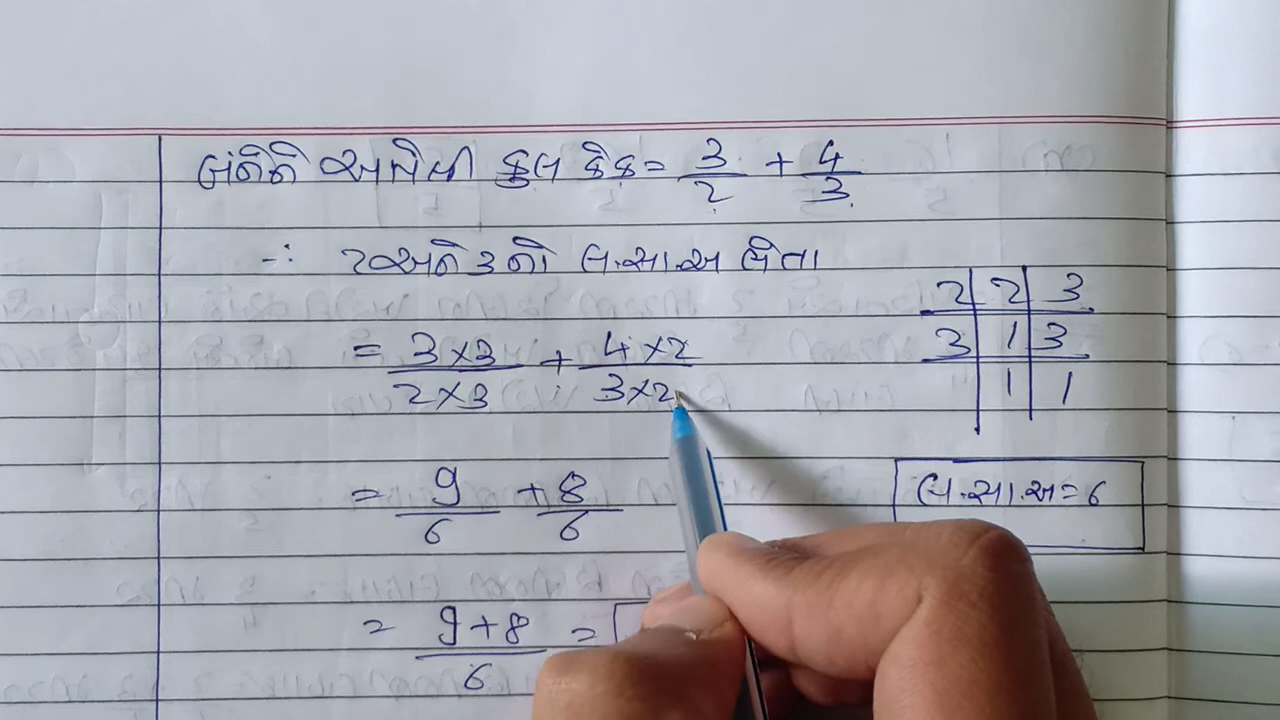 બંનેને આપેલી કુલ કેક = 3/2 + 4/3
∴ 2 અને 3 નો લ.સા.અ લેતા
2 | 2 | 3
= 3×3/2×3 + 4×2/3×2
3 | 1 | 3
1 | 1
= 9/6 + 8/6
લ.સા.અ = 6
= 9+8/6 =